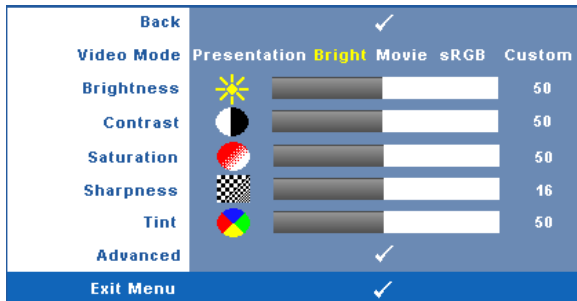 Back
Video Mode Presentation Bright Movie sRGB Custom
Brightness 50
Contrast 50
Saturation 50
Sharpness 16
Tint 50
Advanced
Exit Menu